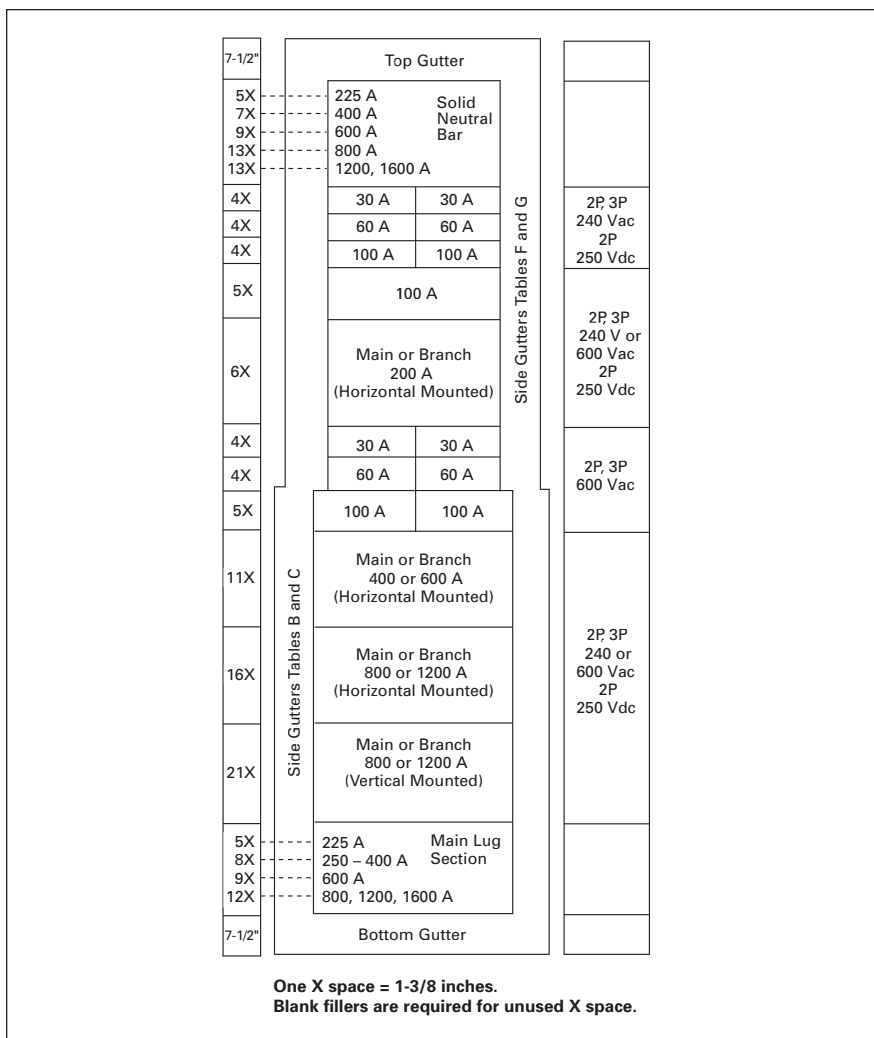 7-1/2"
Top Gutter
5X 225 A
7X 400 A
9X 600 A
13X 800 A
13X 1200, 1600 A
Solid
Neutral
Bar
4X 30 A 30 A
4X 60 A 60 A
4X 100 A 100 A
2P, 3P
240 Vac
2P
250 Vdc
5X 100 A
6X
Main or Branch
200 A
(Horizontal Mounted)
2P, 3P
240 V or
600 Vac
2P
250 Vdc
Side Gutters Tables F and G
4X 30 A 30 A
4X 60 A 60 A
2P, 3P
600 Vac
5X 100 A 100 A
Side Gutters Tables B and C
11X
Main or Branch
400 or 600 A
(Horizontal Mounted)
16X
Main or Branch
800 or 1200 A
(Horizontal Mounted)
2P, 3P
240 or
600 Vac
2P
250 Vdc
21X
Main or Branch
800 or 1200 A
(Vertical Mounted)
5X 225 A
8X 250 – 400 A
9X 600 A
12X 800, 1200, 1600 A
Main Lug
Section
7-1/2"
Bottom Gutter
One X space = 1-3/8 inches.
Blank fillers are required for unused X space.